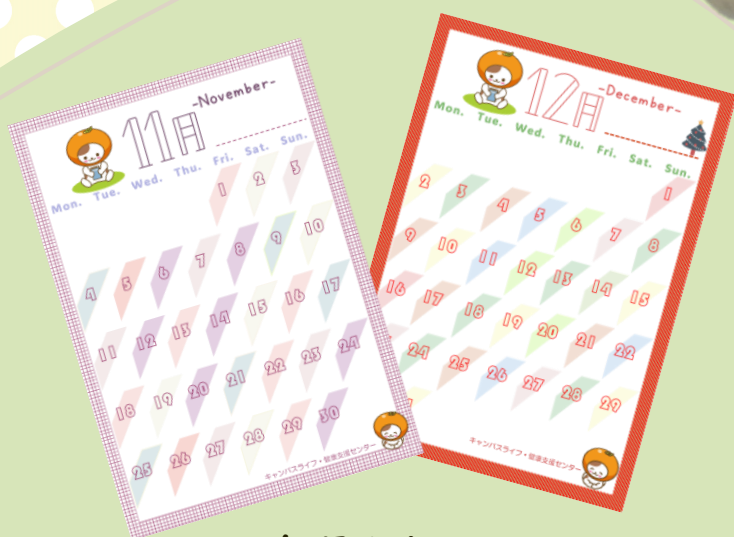 -November-
11月
Mon. Tue. Wed. Thu. Fri. Sat. Sun.
1 2 3
4 5 6 7 8 9 10
11 12 13 14 15 16 17
18 19 20 21 22 23 24
25 26 27 28 29 30
キャンパスライフ・健康支援センター
-December-
12月
Mon. Tue. Wed. Thu. Fri. Sat. Sun.
1
2 3 4 5 6 7 8
9 10 11 12 13 14 15
16 17 18 19 20 21 22
24 25 26 27 28 29
キャンパスライフ・健康支援センター